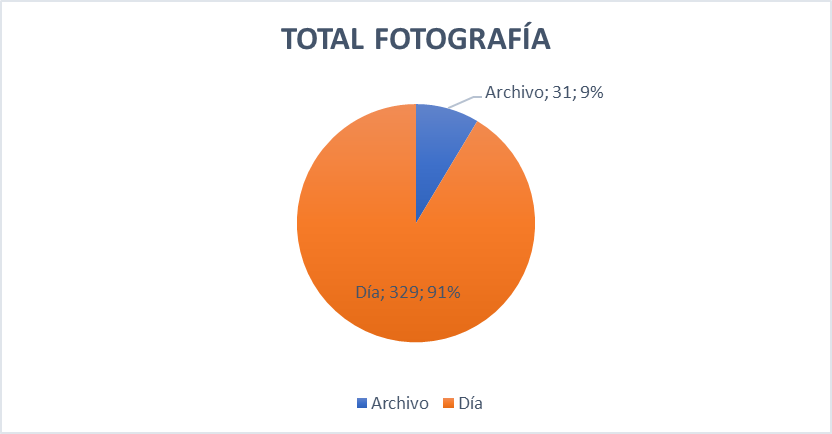 TOTAL FOTOGRAFÍA
Archivo; 31; 9%
Día; 329; 91%
Archivo Día